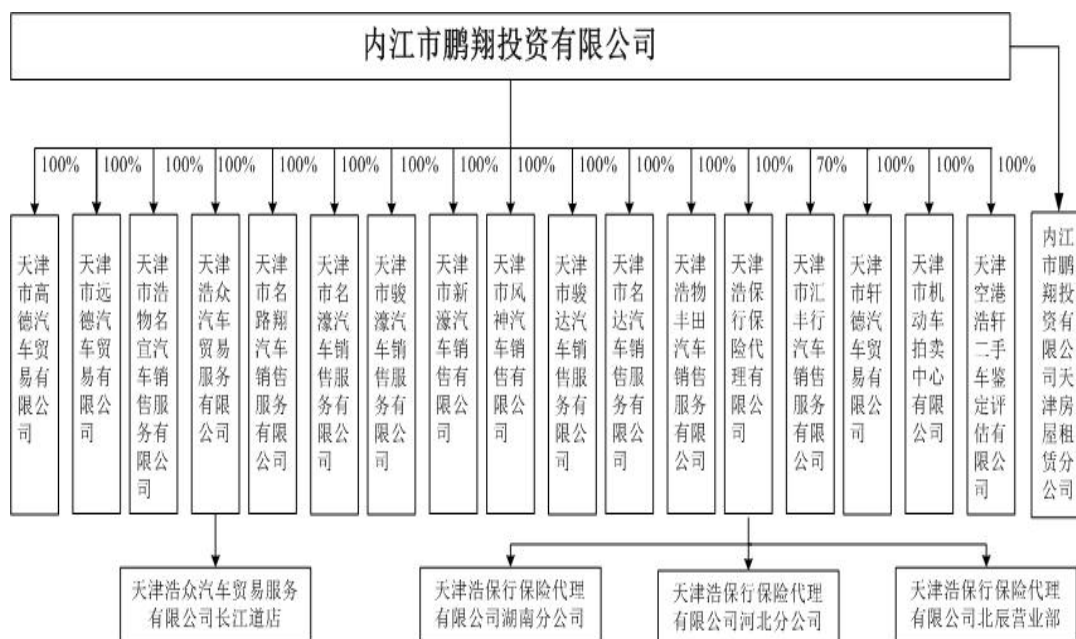 内江市鹏翔投资有限公司
100% 100% 100% 100% 100% 100% 100% 100% 100% 100% 100% 100% 100% 70% 100% 100% 100%
天津市高德汽车贸易有限公司
天津市远德汽车贸易有限公司
天津市浩物名宣汽车销售服务有限公司
天津浩众汽车贸易服务有限公司
天津市名路翔汽车销售服务有限公司
天津市名濠汽车销售服务有限公司
天津市骏濠汽车销售服务有限公司
天津市新濠汽车销售有限公司
天津市风神汽车销售有限公司
天津市骏达汽车销售服务有限公司
天津市名达汽车销售服务有限公司
天津浩物丰田汽车销售服务有限公司
天津浩保行保险代理有限公司
天津市汇丰行汽车销售服务有限公司
天津市轩德汽车贸易有限公司
天津市机动车拍卖中心有限公司
天津空港浩轩二手车鉴定评估有限公司
内江市鹏翔投资有限公司天津房屋租赁分公司
天津浩众汽车贸易服务
有限公司长江道店
天津浩保行保险代理
有限公司湖南分公司
天津浩保行保险代理
有限公司河北分公司
天津浩保行保险代理
有限公司北辰营业部